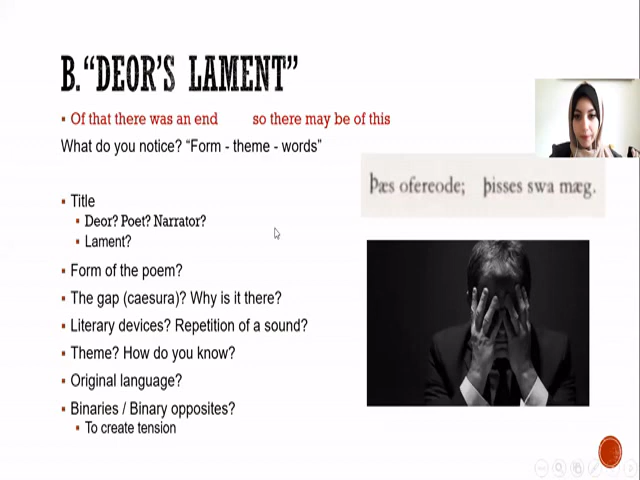 B. “DEOR’S LAMENT”
Of that there was an end so there may be of this
What do you notice? “Form - theme - words”
Þæs ofereode; þisses swa mæg.
Title
Deor? Poet? Narrator?
Lament?
Form of the poem?
The gap (caesura)? Why is it there?
Literary devices? Repetition of a sound?
Theme? How do you know?
Original language?
Binaries / Binary opposites?
To create tension